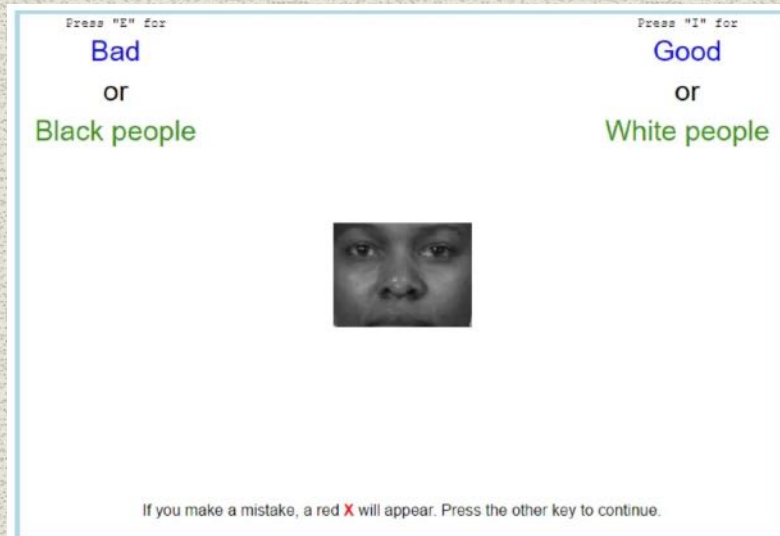 Press "E" for
Bad
or
Black people
Press "I" for
Good
or
White people
If you make a mistake, a red X will appear. Press the other key to continue.